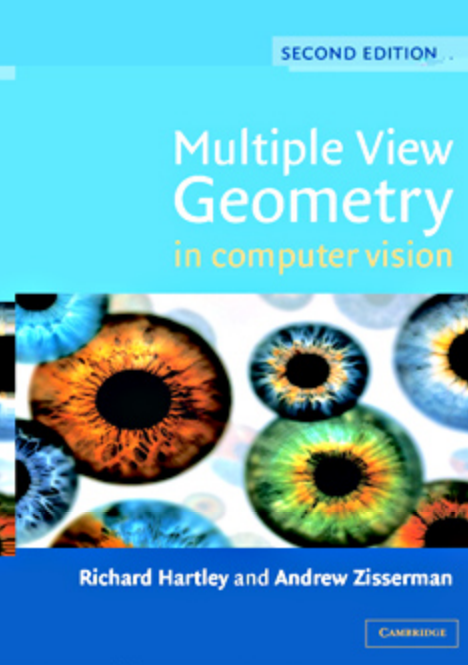 SECOND EDITION
Multiple View
Geometry
in computer vision
Richard Hartley and Andrew Zisserman
CAMBRIDGE